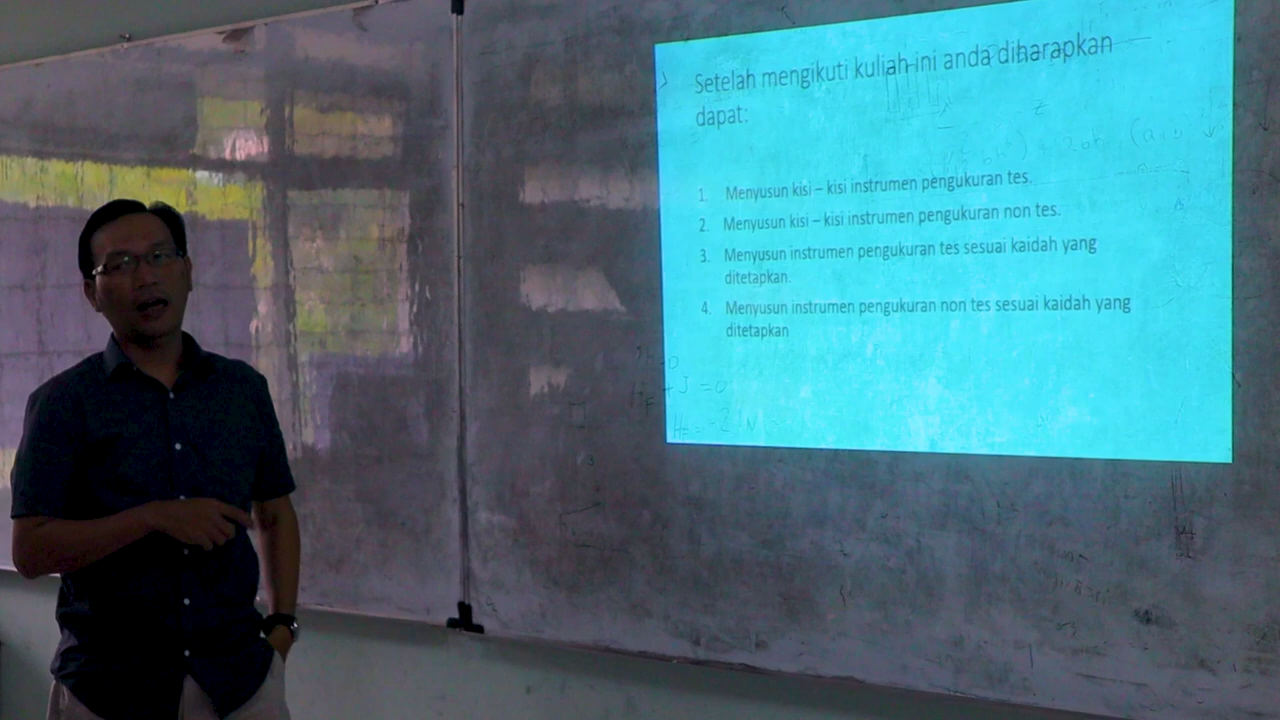 Setelah mengikuti kuliah ini anda diharapkan
dapat:
1. Menyusun kisi – kisi instrumen pengukuran tes.
2. Menyusun kisi – kisi instrumen pengukuran non tes.
3. Menyusun instrumen pengukuran tes sesuai kaidah yang
ditetapkan.
4. Menyusun instrumen pengukuran non tes sesuai kaidah yang
ditetapkan